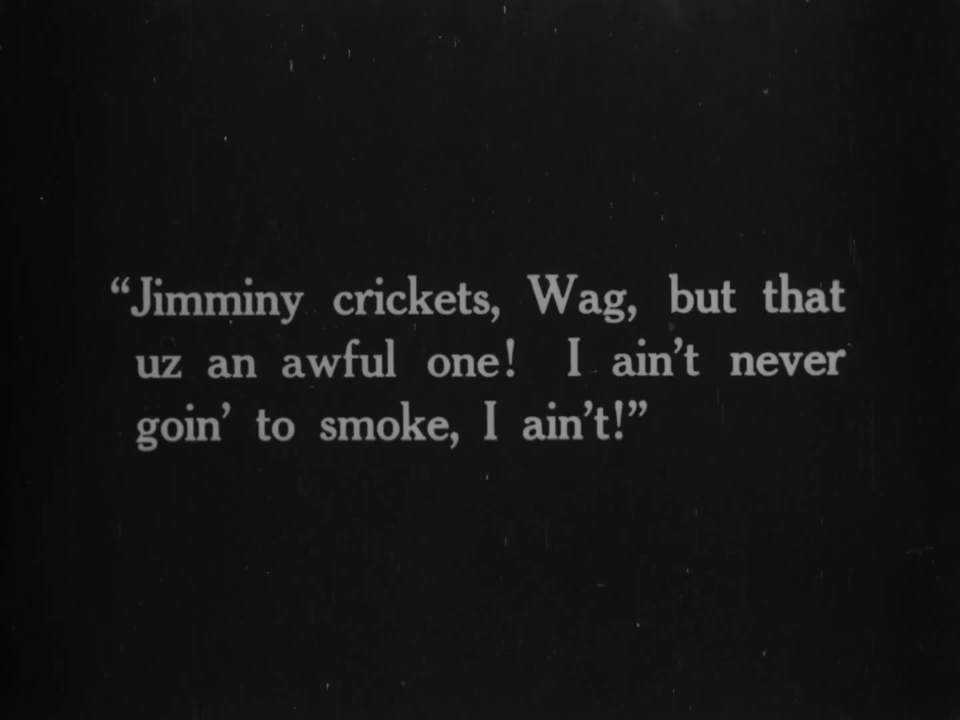 “Jimminy crickets, Wag, but that
uz an awful one! I ain’t never
goin’ to smoke, I ain’t!”